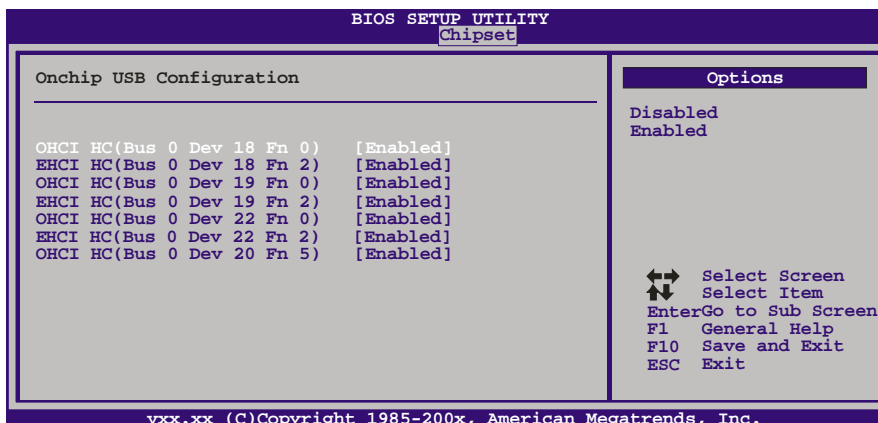 BIOS SETUP UTILITY
Chipset
Onchip USB Configuration
OHCI HC(Bus 0 Dev 18 Fn 0) [Enabled]
EHCI HC(Bus 0 Dev 18 Fn 2) [Enabled]
OHCI HC(Bus 0 Dev 19 Fn 0) [Enabled]
EHCI HC(Bus 0 Dev 19 Fn 2) [Enabled]
OHCI HC(Bus 0 Dev 22 Fn 0) [Enabled]
EHCI HC(Bus 0 Dev 22 Fn 2) [Enabled]
OHCI HC(Bus 0 Dev 20 Fn 5) [Enabled]
Options
Disabled
Enabled
Select Screen
Select Item
EnterGo to Sub Screen
F1 General Help
F10 Save and Exit
ESC Exit
vxx.xx (C)Copyright 1985-200x, American Megatrends, Inc.